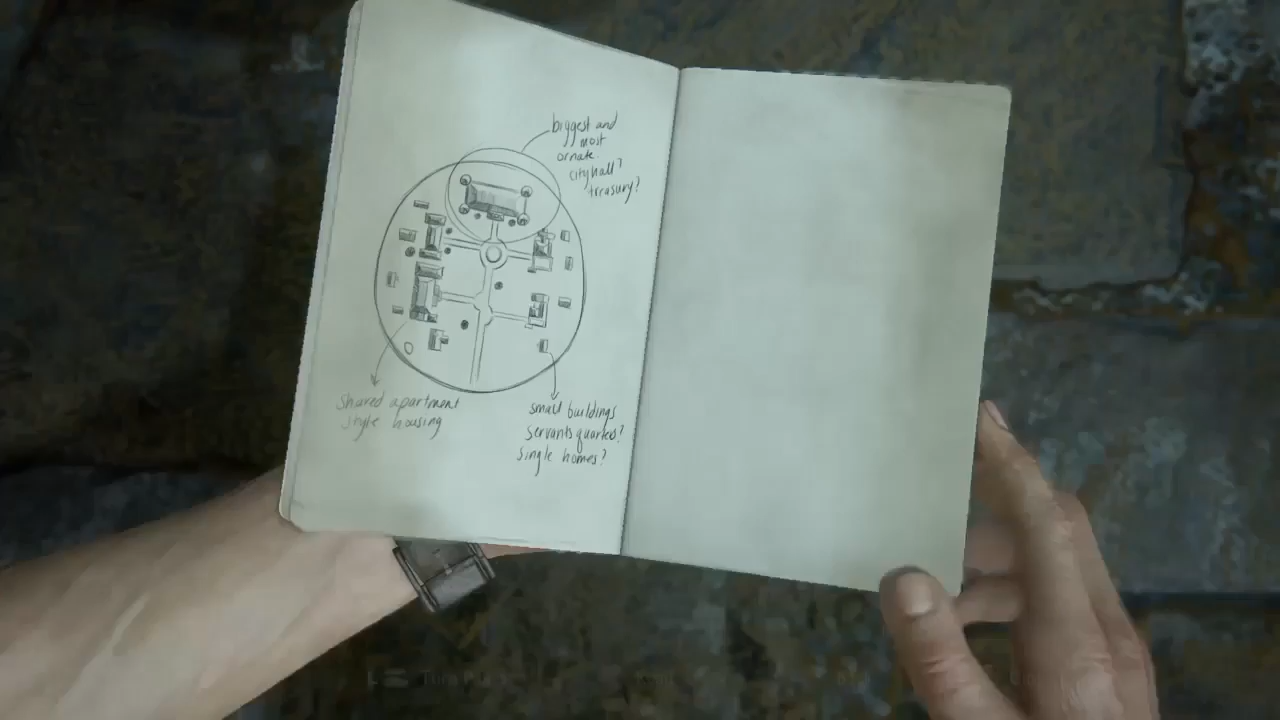 biggest and
most
ornate
cityhall?
treasury?
Shared apartment
style housing
small buildings
servants quarters?
single homes?